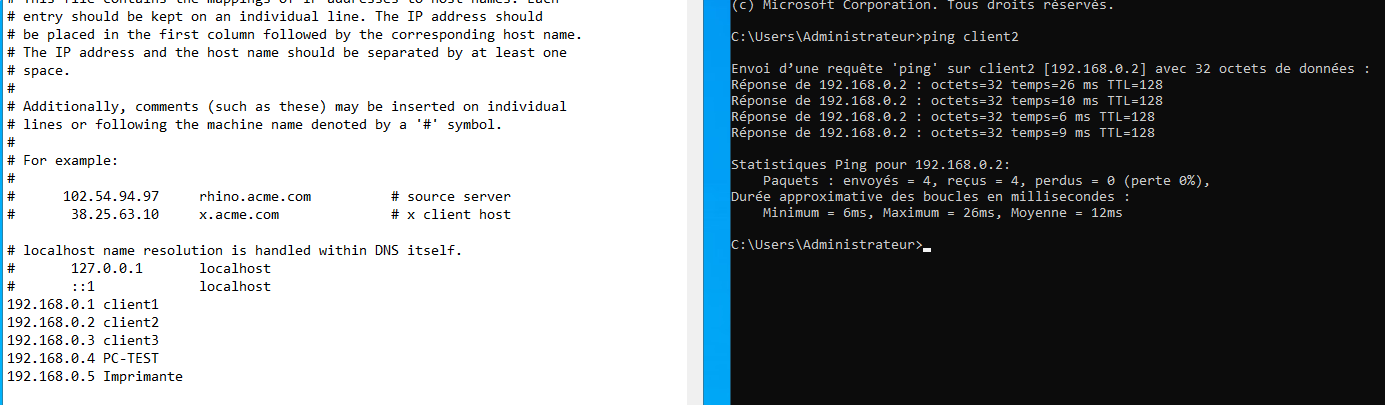 # This file contains the mappings of IP addresses to host names. Each
# entry should be kept on an individual line. The IP address should
# be placed in the first column followed by the corresponding host name.
# The IP address and the host name should be separated by at least one
# space.
#
# Additionally, comments (such as these) may be inserted on individual
# lines or following the machine name denoted by a '#' symbol.
#
# For example:
#
#      102.54.94.97     rhino.acme.com          # source server
#       38.25.63.10     x.acme.com              # x client host

# localhost name resolution is handled within DNS itself.
#       127.0.0.1       localhost
#       ::1             localhost
192.168.0.1 client1
192.168.0.2 client2
192.168.0.3 client3
192.168.0.4 PC-TEST
192.168.0.5 Imprimante
(c) Microsoft Corporation. Tous droits réservés.

C:\Users\Administrateur>ping client2

Envoi d’une requête 'ping' sur client2 [192.168.0.2] avec 32 octets de données :
Réponse de 192.168.0.2 : octets=32 temps=26 ms TTL=128
Réponse de 192.168.0.2 : octets=32 temps=10 ms TTL=128
Réponse de 192.168.0.2 : octets=32 temps=6 ms TTL=128
Réponse de 192.168.0.2 : octets=32 temps=9 ms TTL=128

Statistiques Ping pour 192.168.0.2:
    Paquets : envoyés = 4, reçus = 4, perdus = 0 (perte 0%),
Durée approximative des boucles en millisecondes :
    Minimum = 6ms, Maximum = 26ms, Moyenne = 12ms

C:\Users\Administrateur>